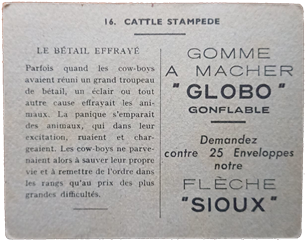 16. CATTLE STAMPEDE
LE BÉTAIL EFFRAYÉ
Parfois quand les cow-boys
avaient réuni un grand troupeau
de bétail, un éclair ou tout
autre cause effrayait les ani-
maux. La panique s'emparait
des animaux, qui dans leur
excitation, ruaient et char-
geaient. Les cow-boys ne parve-
naient alors à sauver leur propre
vie et à remettre de l'ordre dans
les rangs qu'au prix des plus
grandes difficultés.
GOMME
A MACHER
"GLOBO"
GONFLABLE
Demandez
contre 25 Enveloppes
notre
FLÈCHE
"SIOUX"